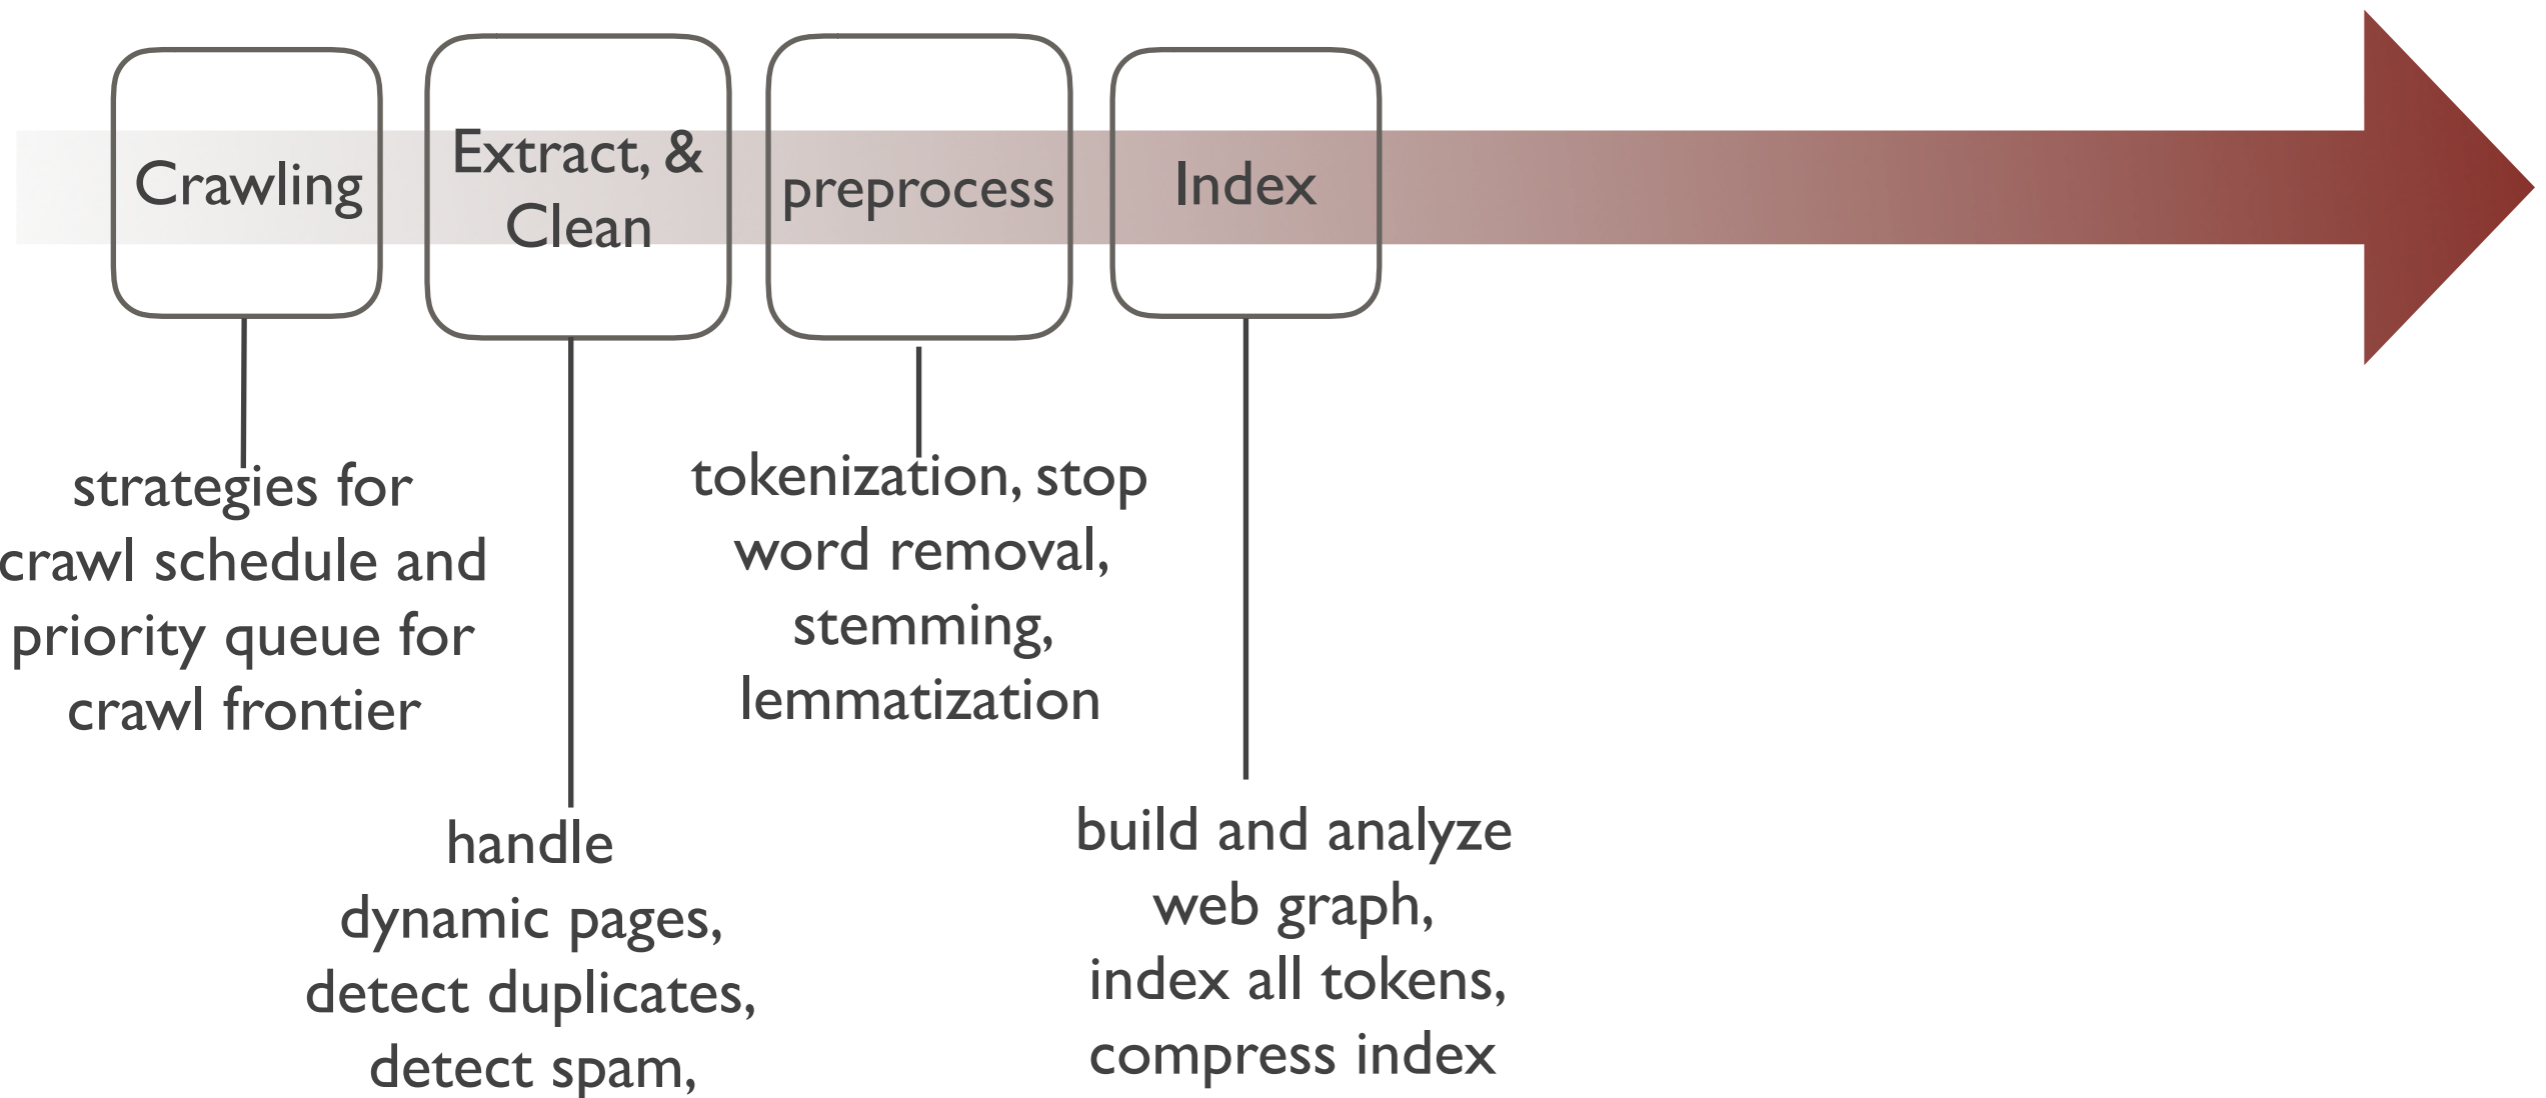 Crawling
Extract, &
Clean
preprocess
Index
strategies for
crawl schedule and
priority queue for
crawl frontier
handle
dynamic pages,
detect duplicates,
detect spam,
tokenization, stop
word removal,
stemming,
lemmatization
build and analyze
web graph,
index all tokens,
compress index